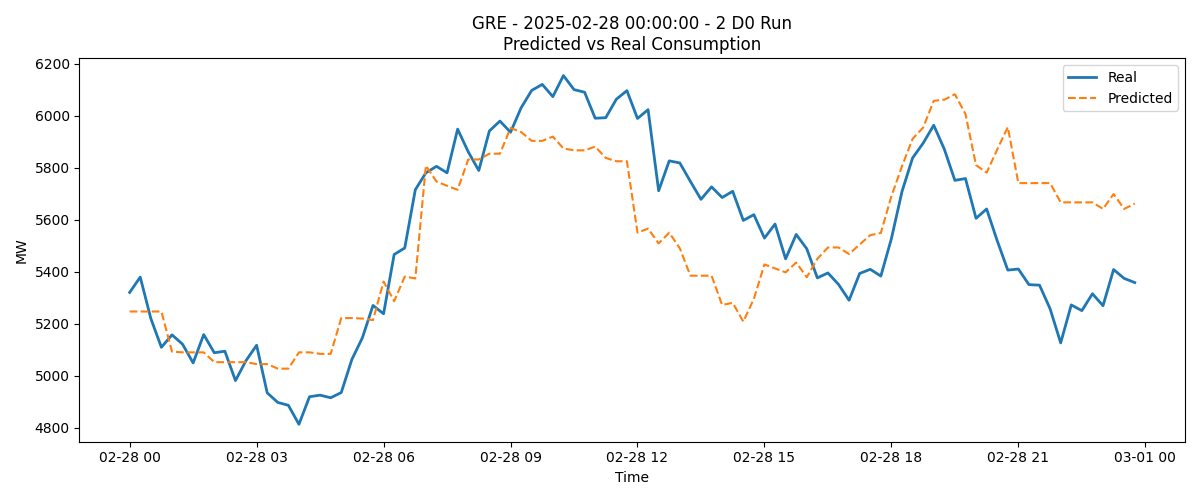 GRE - 2025-02-28 00:00:00 - 2 D0 Run
Predicted vs Real Consumption
6200
6000
5800
5600
5400
5200
5000
4800
MW
Real
Predicted
02-28 00
02-28 03
02-28 06
02-28 09
02-28 12
02-28 15
02-28 18
02-28 21
03-01 00
Time